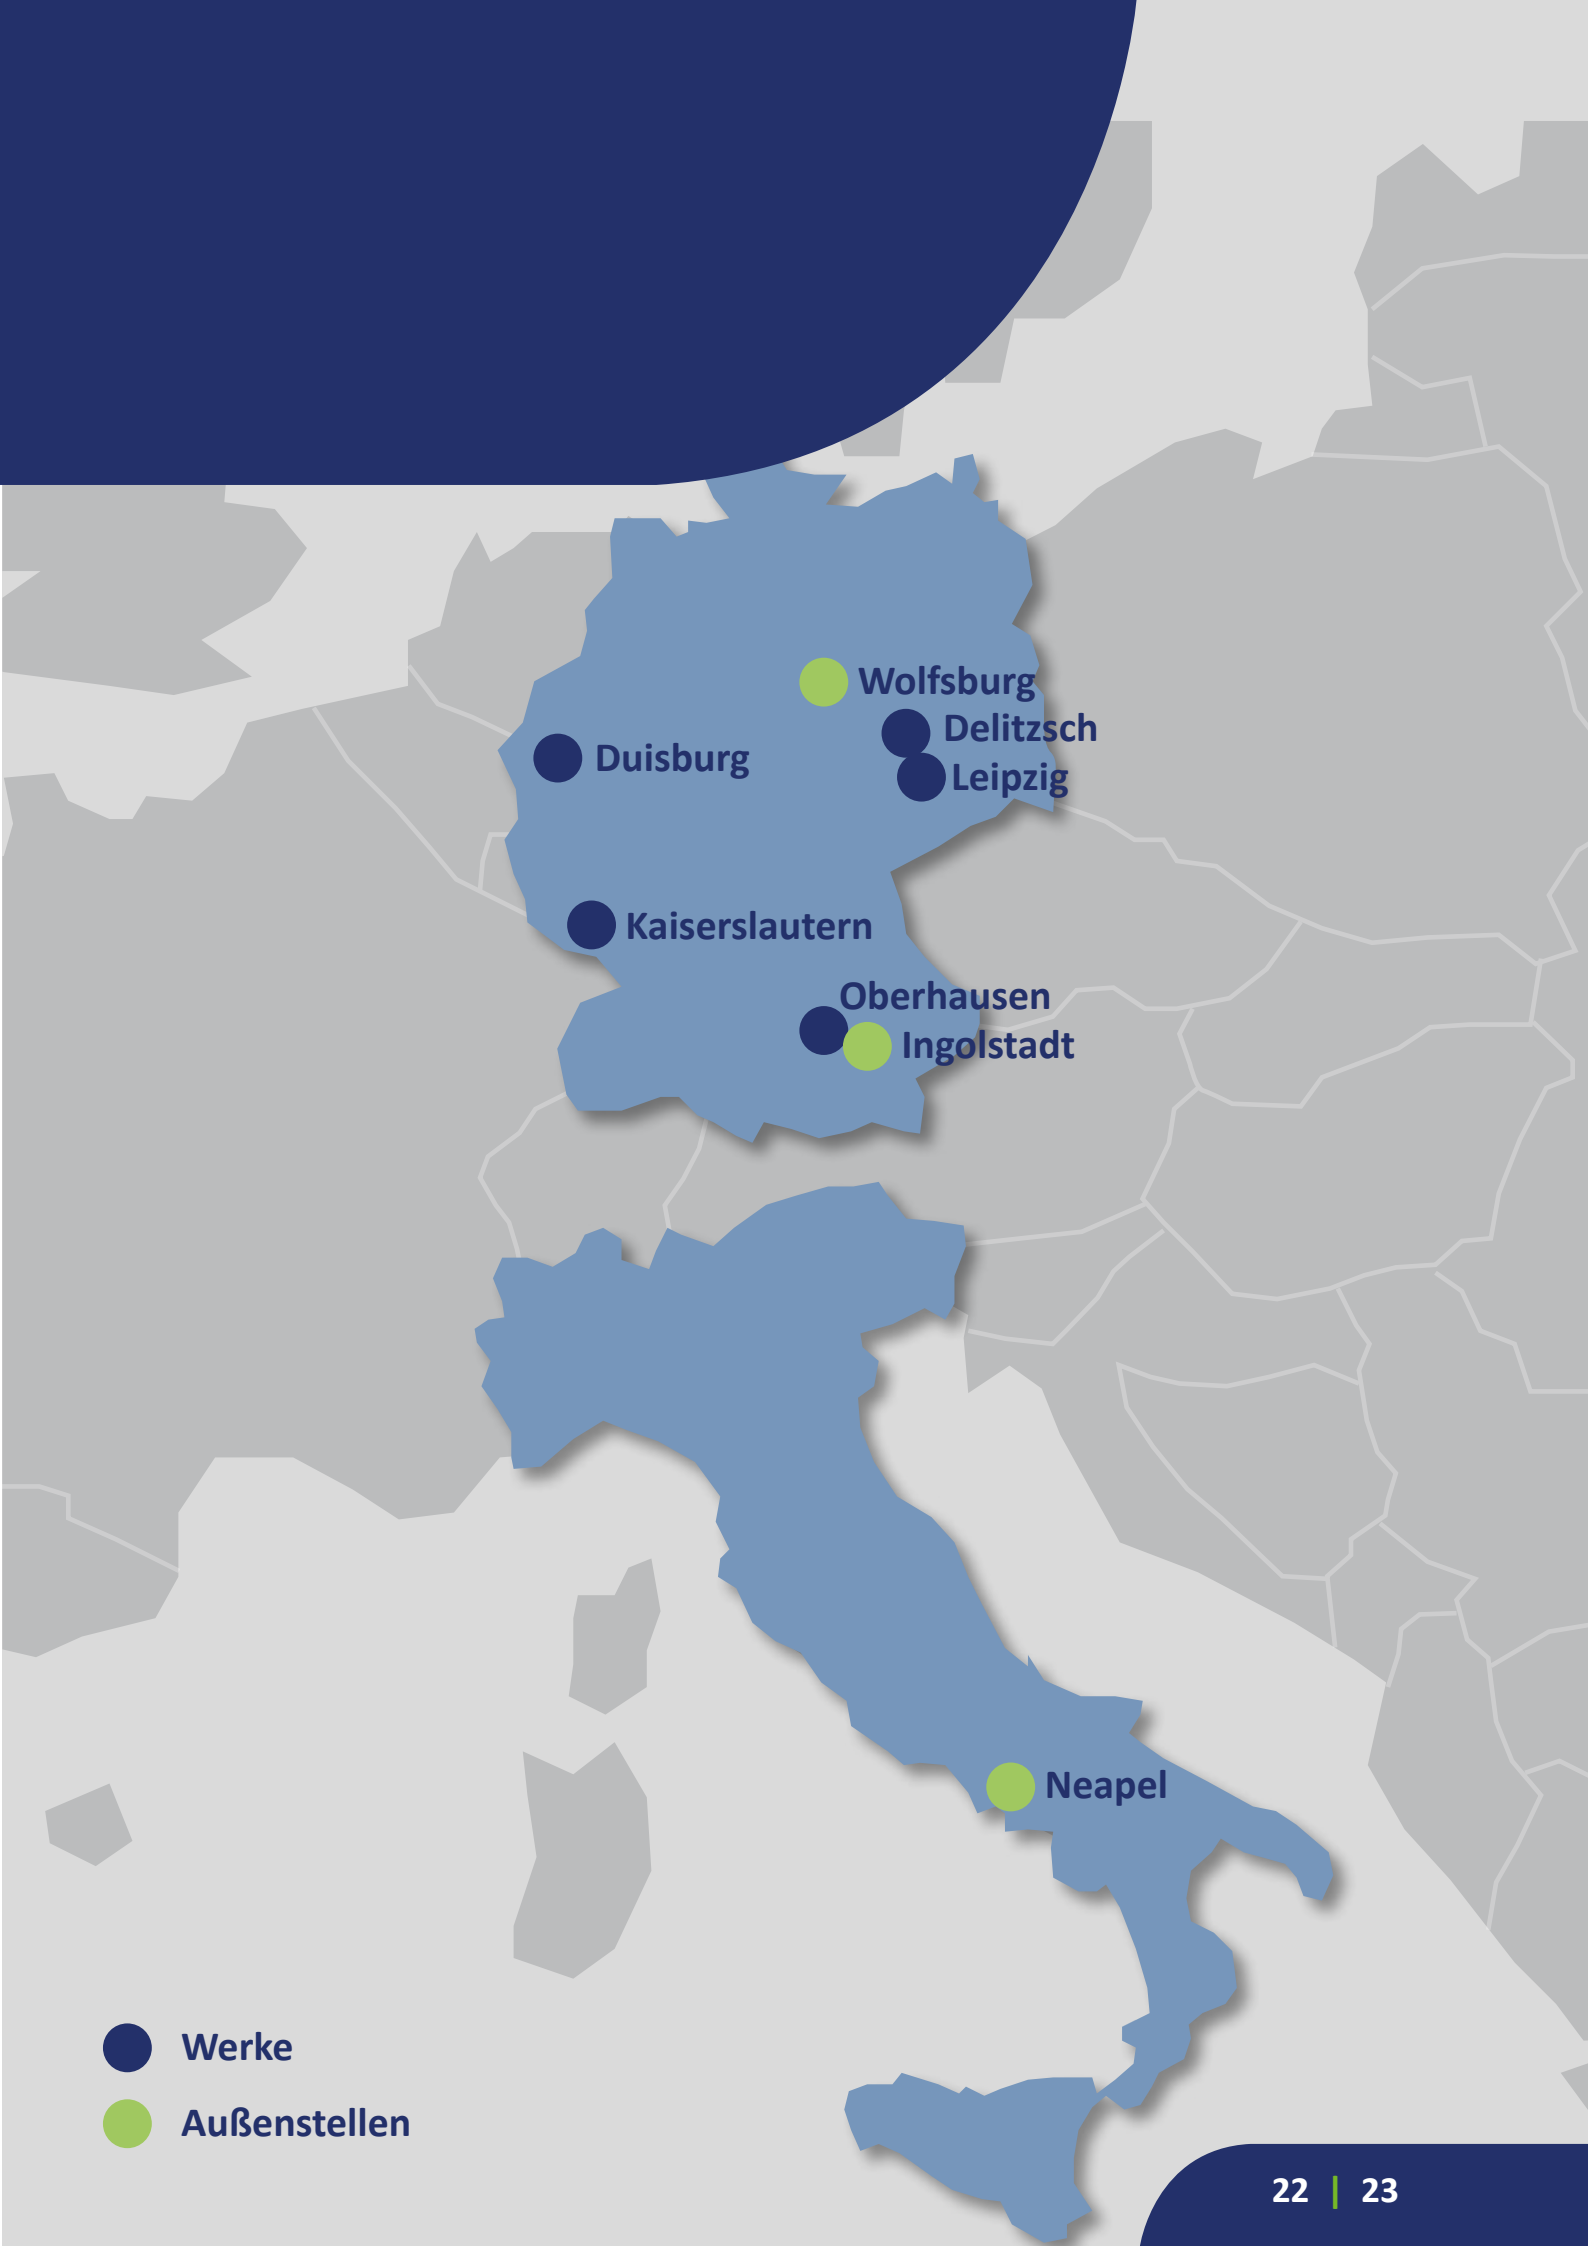 Wolfsburg
Delitzsch
Duisburg
Leipzig
Kaiserslautern
Oberhausen
Ingolstadt
Neapel
Werke
Außenstellen
22 | 23